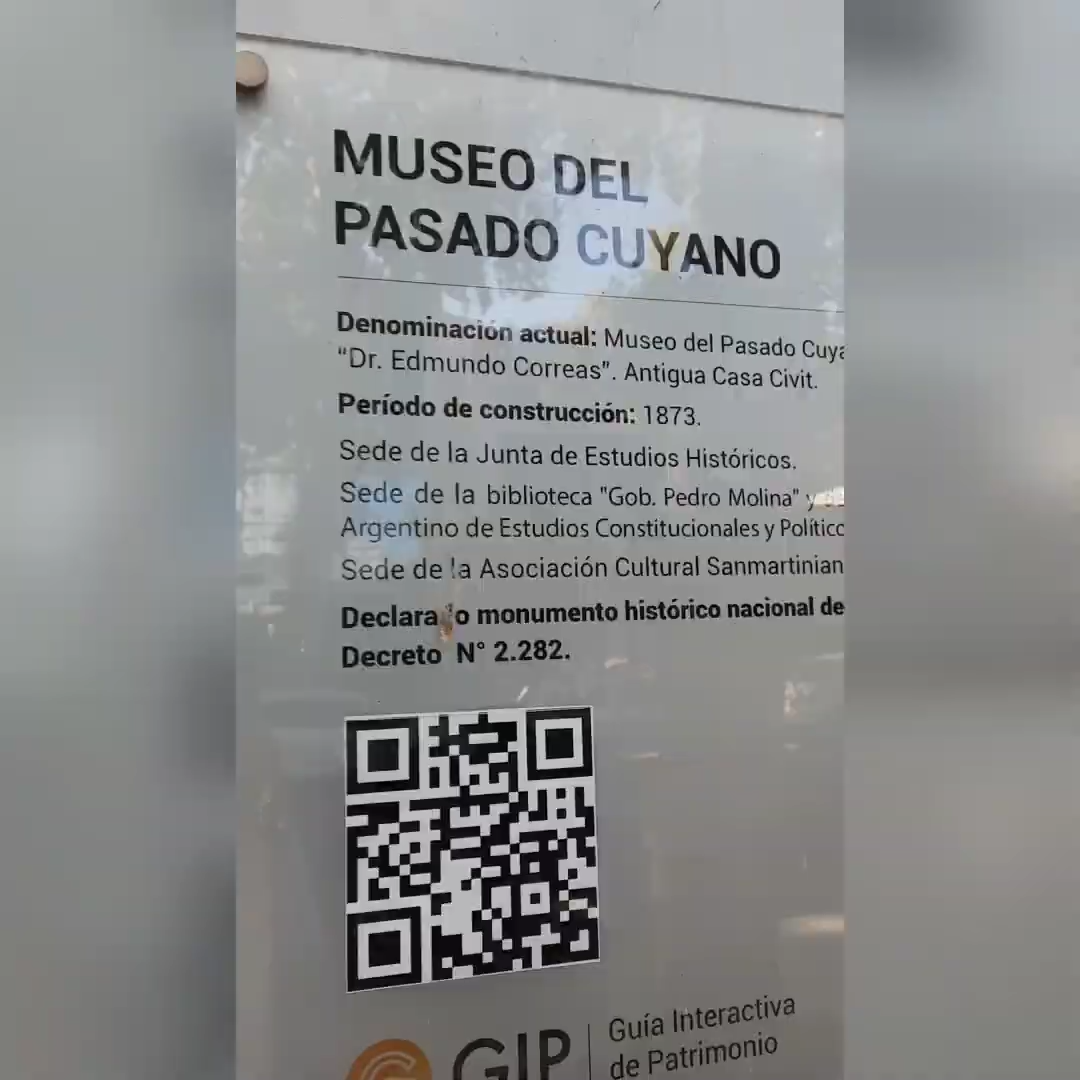 MUSEO DEL
PASADO CUYANO
Denominación actual: Museo del Pasado Cuya
"Dr. Edmundo Correas". Antigua Casa Civit.
Período de construcción: 1873.
Sede de la Junta de Estudios Históricos.
Sede de la biblioteca "Gob. Pedro Molina" y
Argentino de Estudios Constitucionales y Político
Sede de la Asociación Cultural Sanmartinian
Declarado monumento histórico nacional de
Decreto N° 2.282.
GIP
Guía Interactiva
de Patrimonio